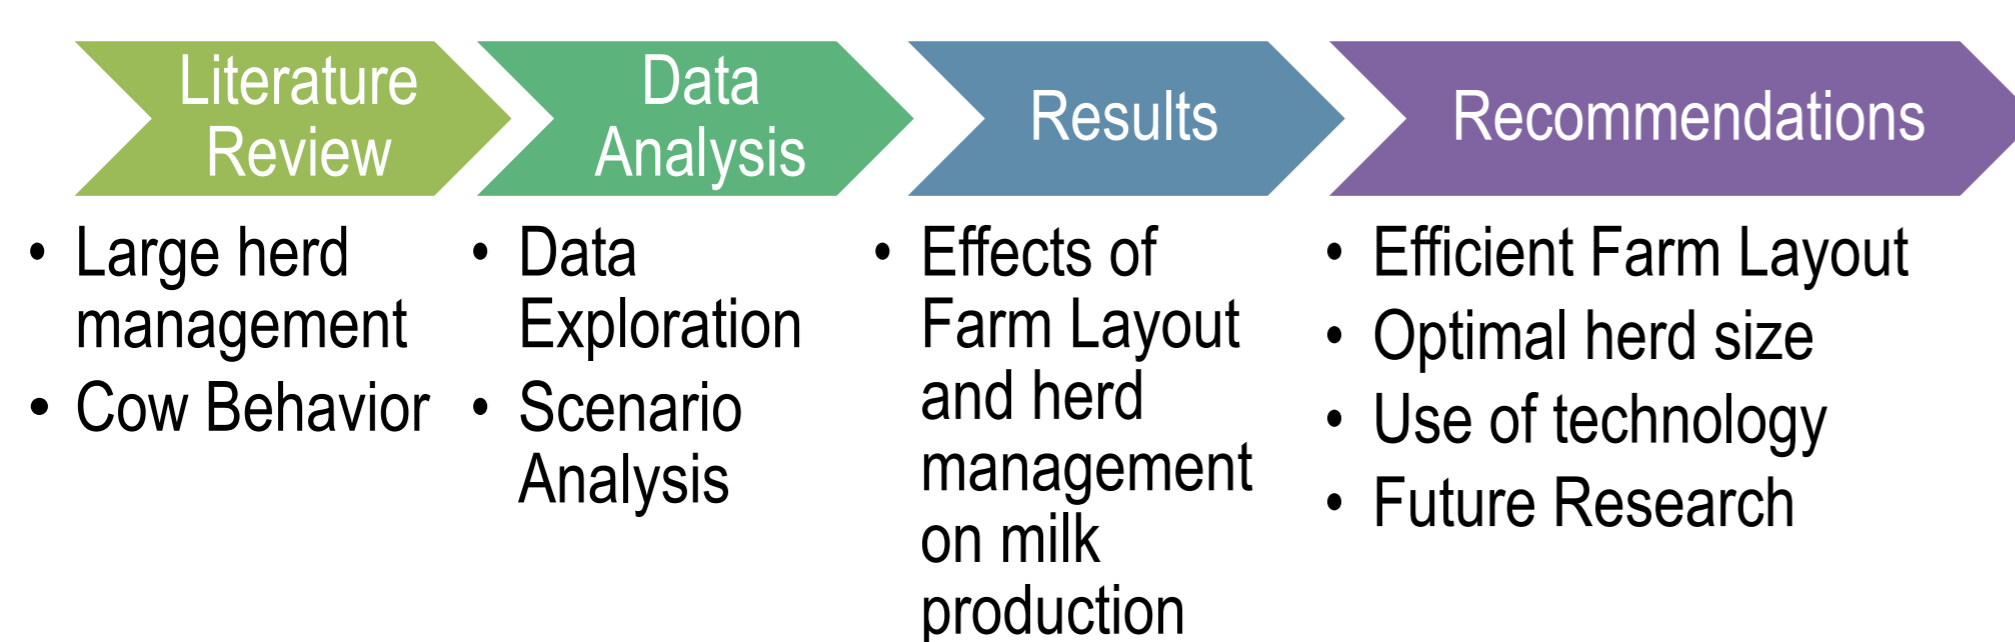 Literature
Review
• Large herd
management
• Cow Behavior
Data
Analysis
• Data
Exploration
• Scenario
Analysis
Results
• Effects of
Farm Layout
and herd
management
on milk
production
Recommendations
• Efficient Farm Layout
• Optimal herd size
• Use of technology
• Future Research